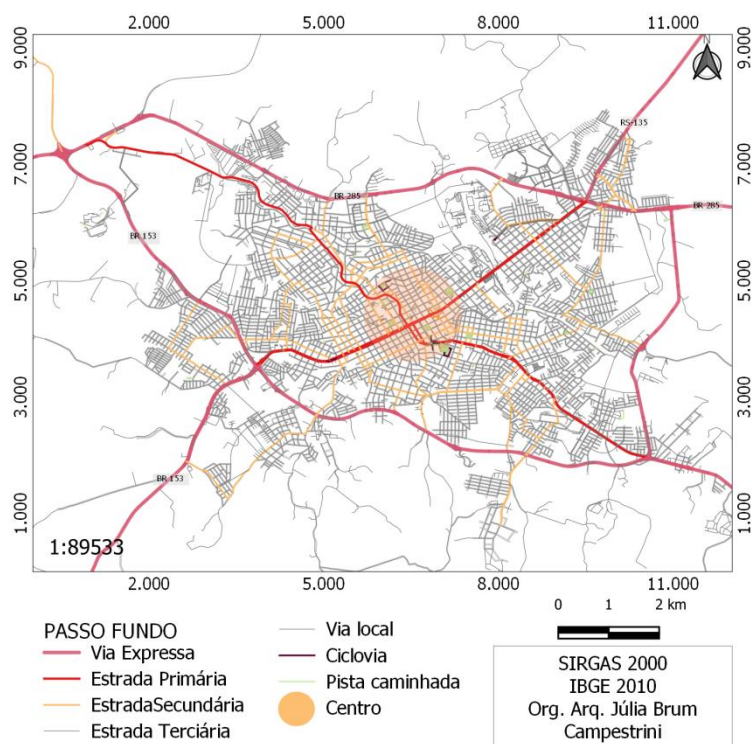 2.000 5.000 8.000 11.000
9.000
7.000
5.000
3.000
1.000
N
RS-135
BR 285
BR 285
BR 153
BR 153
9.000
7.000
5.000
3.000
1.000
1:89533
2.000 5.000 8.000 11.000
PASSO FUNDO
Via Expressa
Estrada Primária
EstradaSecundária
Estrada Terciária
Via local
Ciclovia
Pista caminhada
Centro
0 1 2 km
SIRGAS 2000
IBGE 2010
Org. Arq. Júlia Brum
Campestrini